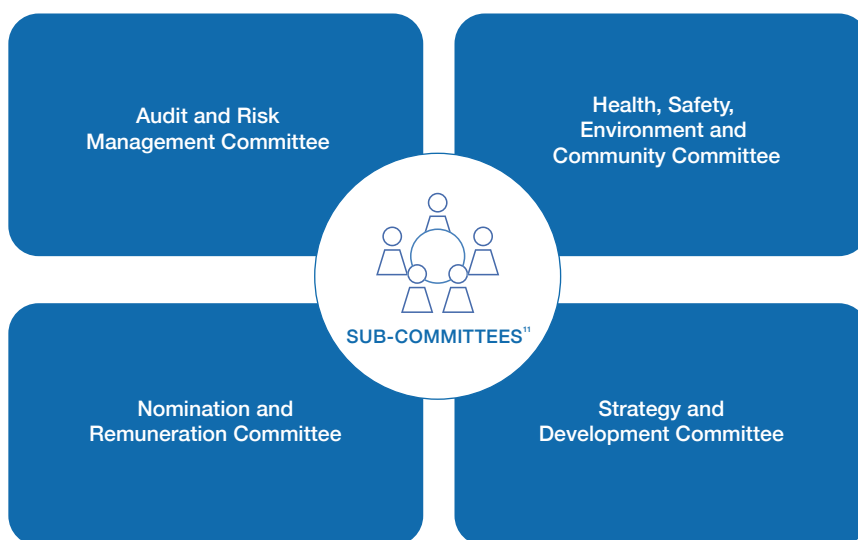 Audit and Risk
Management Committee
Health, Safety,
Environment and
Community Committee
SUB-COMMITTEES¹¹
Nomination and
Remuneration Committee
Strategy and
Development Committee